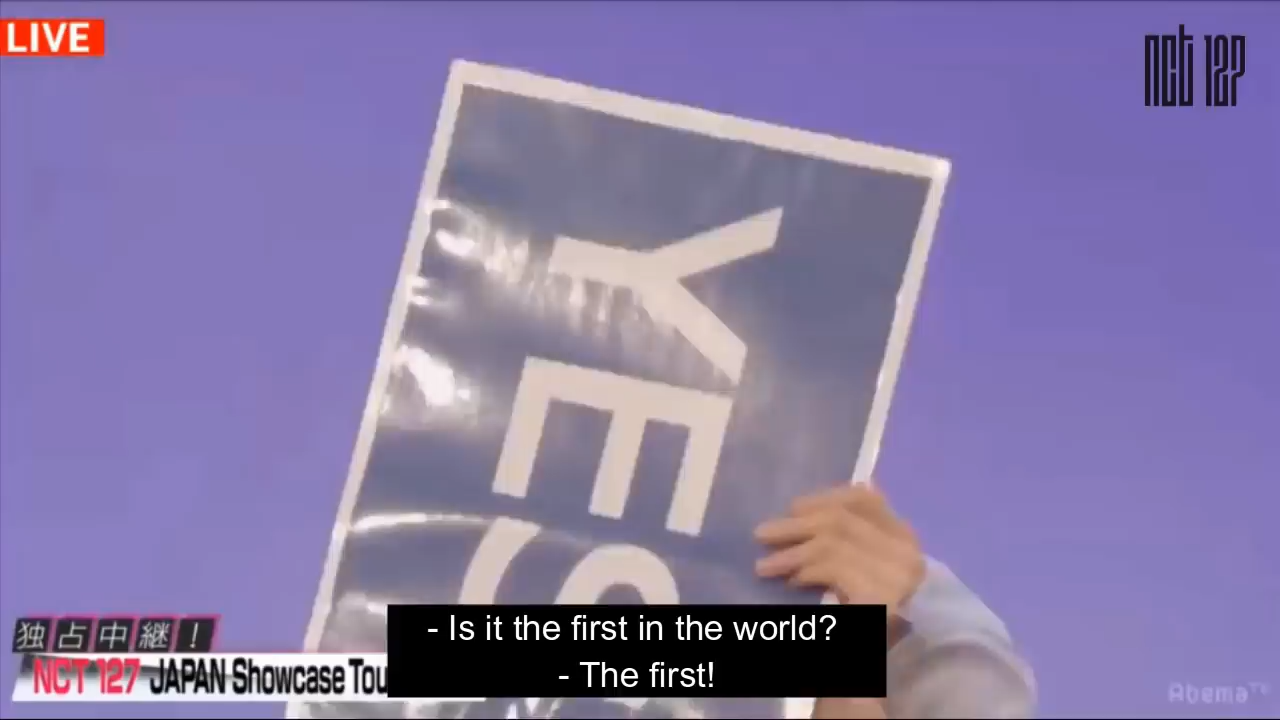 LIVE
nct 127
YES
- Is it the first in the world?
- The first!
独占中継！
NCT 127 JAPAN Showcase Tou
AbemaTV